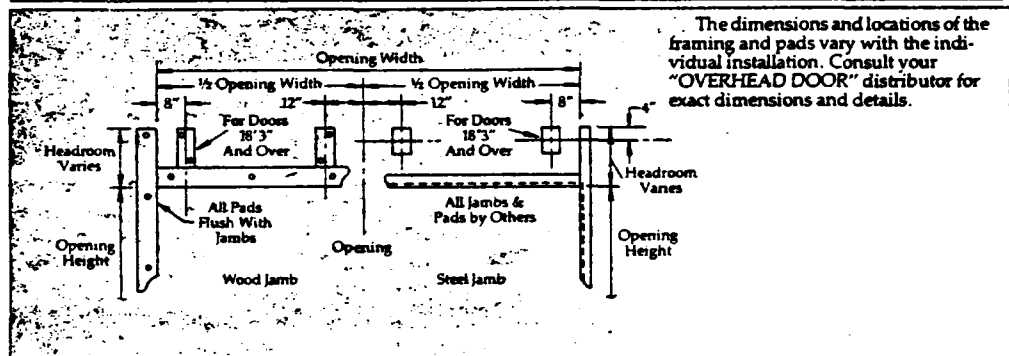 The dimensions and locations of the
framing and pads vary with the indi-
vidual installation. Consult your
"OVERHEAD DOOR" distributor for
exact dimensions and details.
Opening Width
½ Opening Width
½ Opening Width
8"
12"
12"
8"
4"
For Doors
18'3"
And Over
For Doors
18'3"
And Over
Headroom
Varies
Headroom
Varies
All Pads
Flush With
Jambs
All Jambs &
Pads by Others
Opening
Height
Opening
Opening
Height
Wood Jamb
Steel Jamb